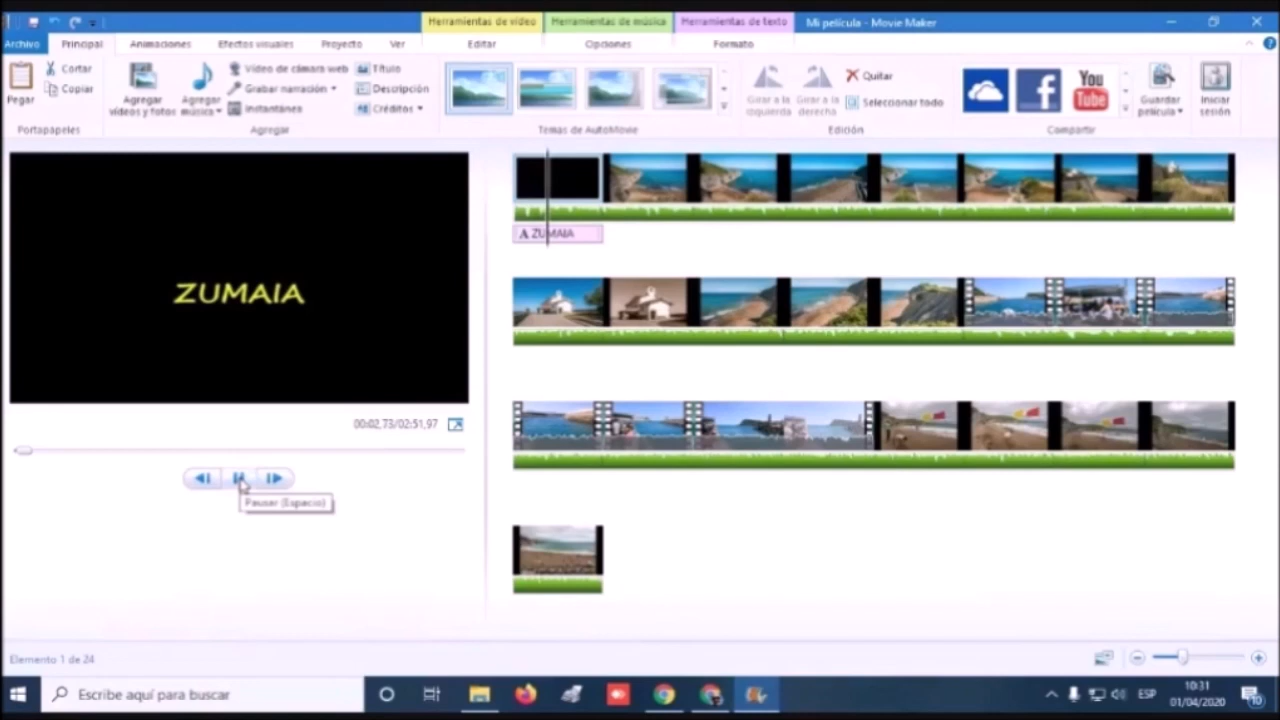 Herramientas de vídeo Herramientas de música Herramientas de texto Mi película - Movie Maker
Archivo Principal Animaciones Efectos visuales Proyecto Ver Editar Opciones Formato
Pegar
Cortar
Copiar
Portapapeles
Agregar vídeos y fotos
Agregar música
Vídeo de cámara web
Grabar narración
Instantánea
Título
Descripción
Créditos
Agregar
Temas de AutoMovie
Girar a la izquierda
Girar a la derecha
Quitar
Seleccionar todo
Edición
You Tube
Compartir
Guardar película
Iniciar sesión
ZUMAIA
A ZUMAIA
00:02,73/02:51,97
Pausar (Espacio)
Elemento 1 de 24
Escribe aquí para buscar
ESP
10:31
01/04/2020
10